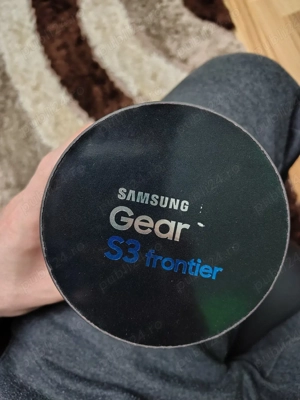 SAMSUNG
Gear
S3 frontier